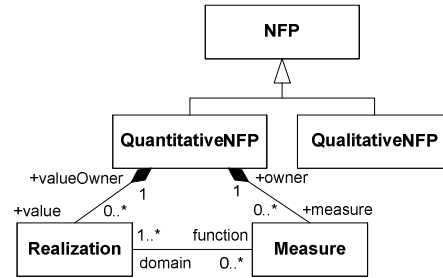 NFP
QuantitativeNFP
QualitativeNFP
+valueOwner
+owner
1
1
+value
0..*
0..*
+measure
Realization
1..*
function
Measure
domain
0..*